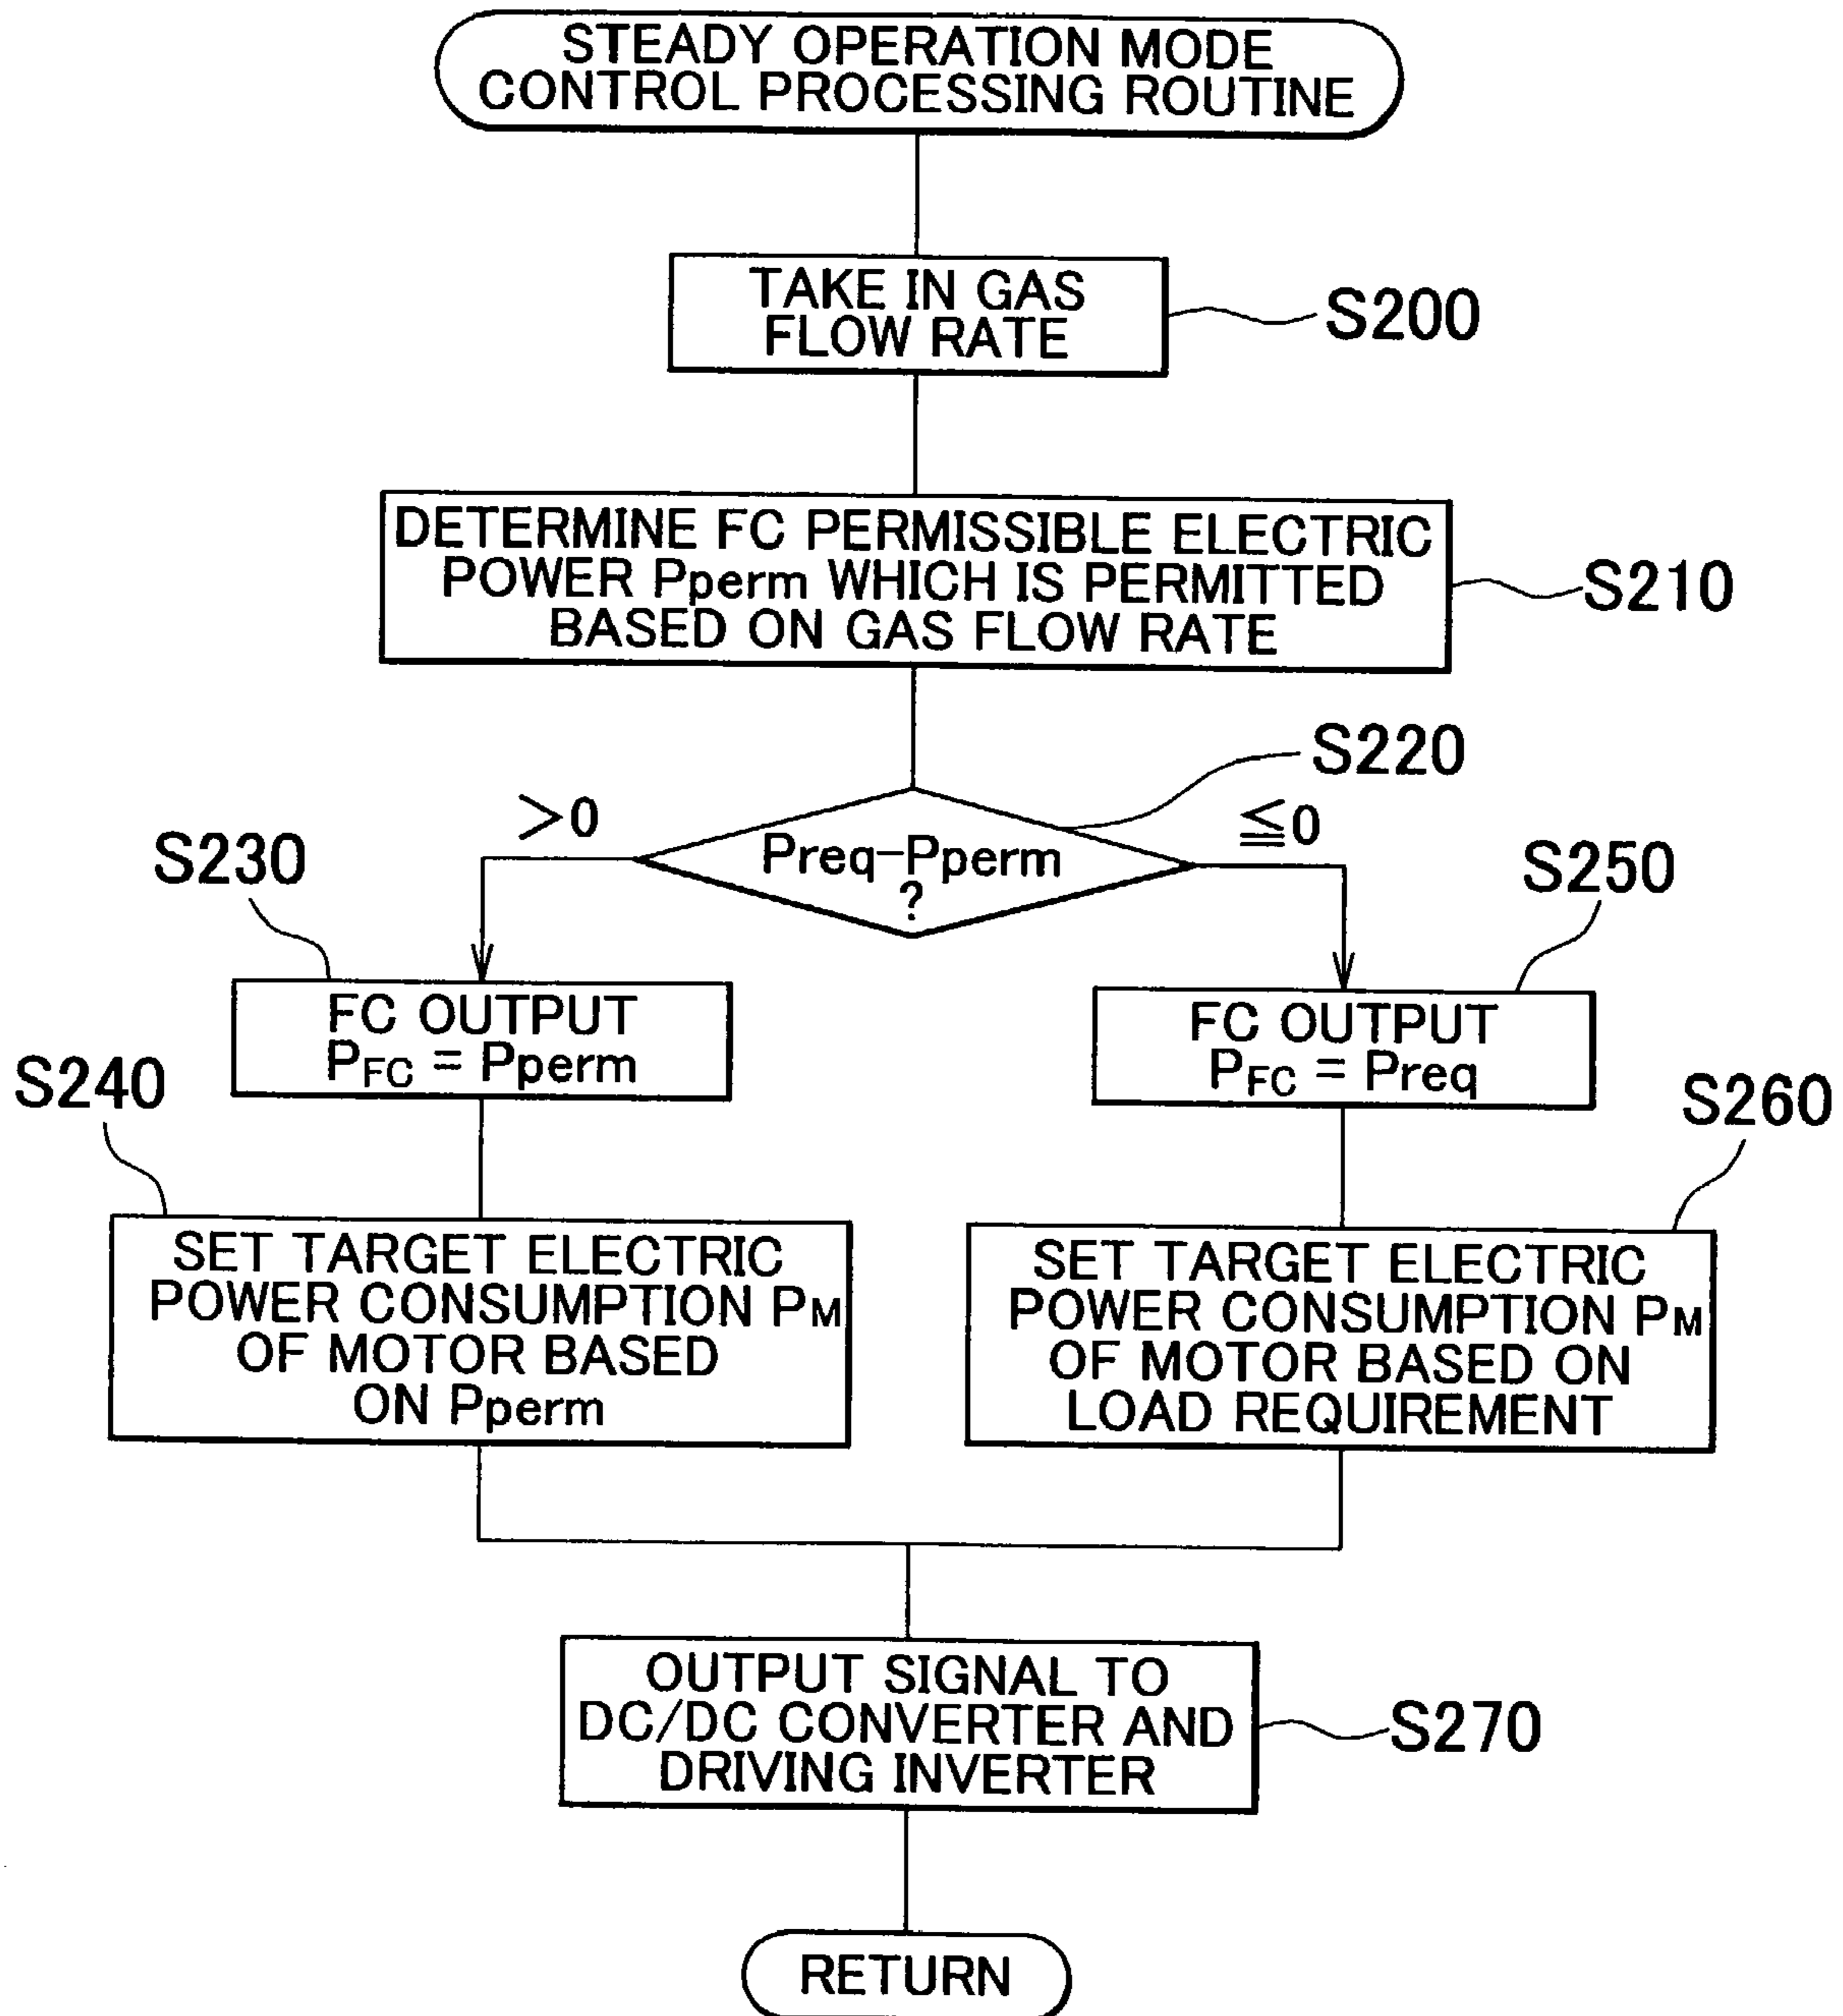 STEADY OPERATION MODE
CONTROL PROCESSING ROUTINE
TAKE IN GAS
FLOW RATE
S200
DETERMINE FC PERMISSIBLE ELECTRIC
POWER Pperm WHICH IS PERMITTED
BASED ON GAS FLOW RATE
S210
S220
>0
Preq-Pperm
?
≦0
S230
S250
FC OUTPUT
PFC = Pperm
FC OUTPUT
PFC = Preq
S240
S260
SET TARGET ELECTRIC
POWER CONSUMPTION PM
OF MOTOR BASED
ON Pperm
SET TARGET ELECTRIC
POWER CONSUMPTION PM
OF MOTOR BASED ON
LOAD REQUIREMENT
OUTPUT SIGNAL TO
DC/DC CONVERTER AND
DRIVING INVERTER
S270
RETURN